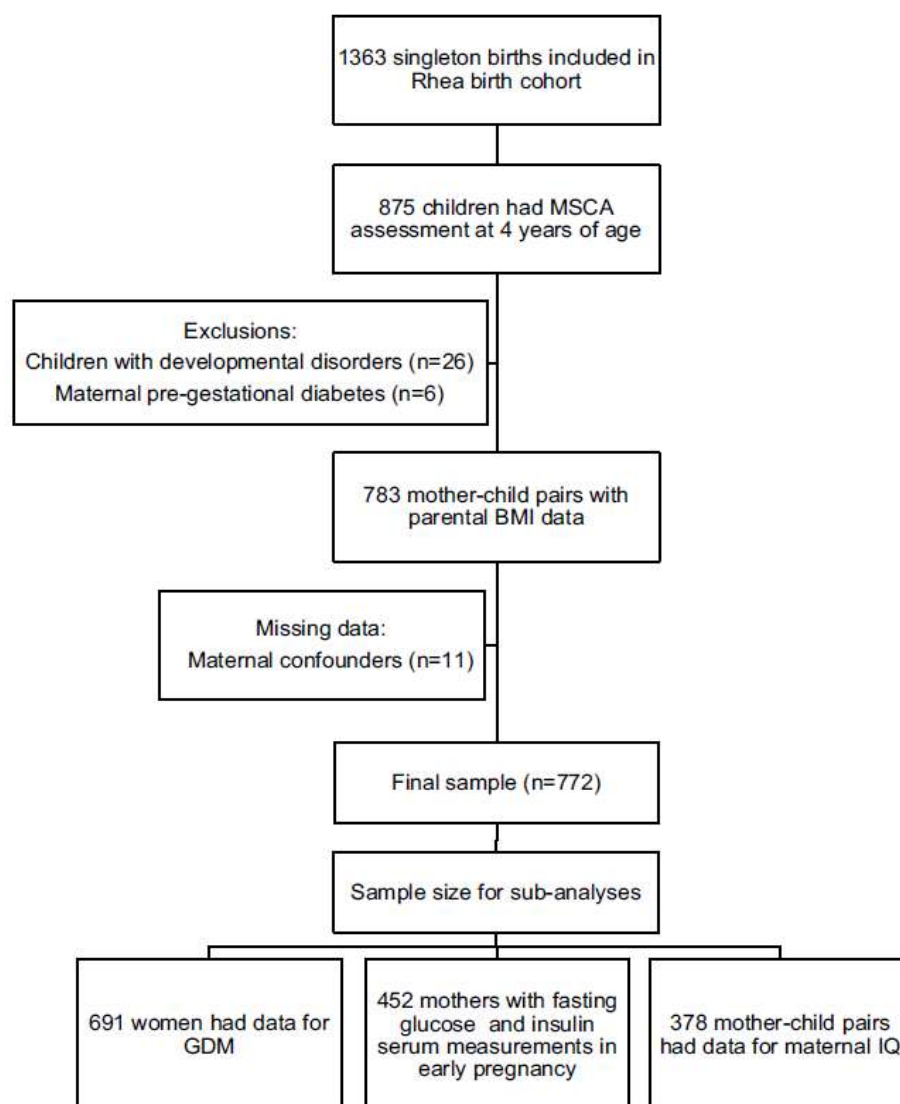 1363 singleton births included in
Rhea birth cohort
875 children had MSCA
assessment at 4 years of age
Exclusions:
Children with developmental disorders (n=26)
Maternal pre-gestational diabetes (n=6)
783 mother-child pairs with
parental BMI data
Missing data:
Maternal confounders (n=11)
Final sample (n=772)
Sample size for sub-analyses
691 women had data for
GDM
452 mothers with fasting
glucose and insulin
serum measurements in
early pregnancy
378 mother-child pairs
had data for maternal IQ